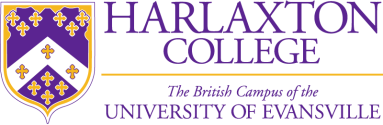 HARLAXTON
COLLEGE
The British Campus of the
UNIVERSITY OF EVANSVILLE